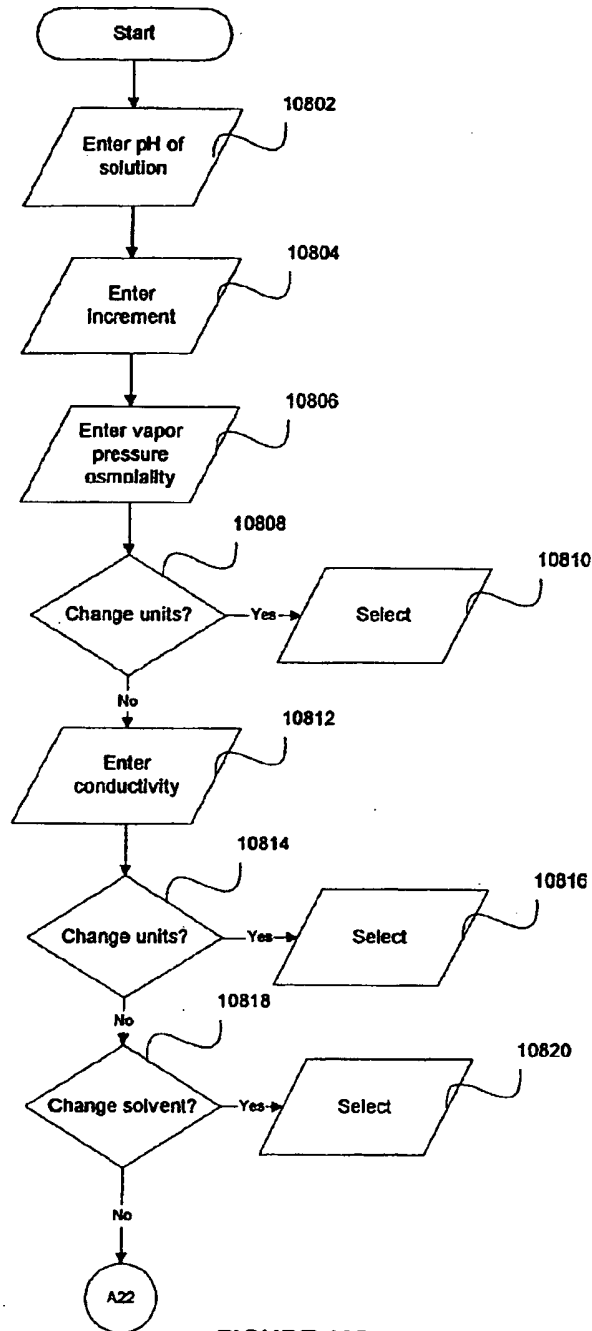 Start
10802
Enter pH of
solution
10804
Enter
increment
10806
Enter vapor
pressure
osmolality
10808
10810
Change units?
Yes
Select
No
10812
Enter
conductivity
10814
10816
Change units?
Yes
Select
No
10818
10820
Change solvent?
Yes
Select
No
A22